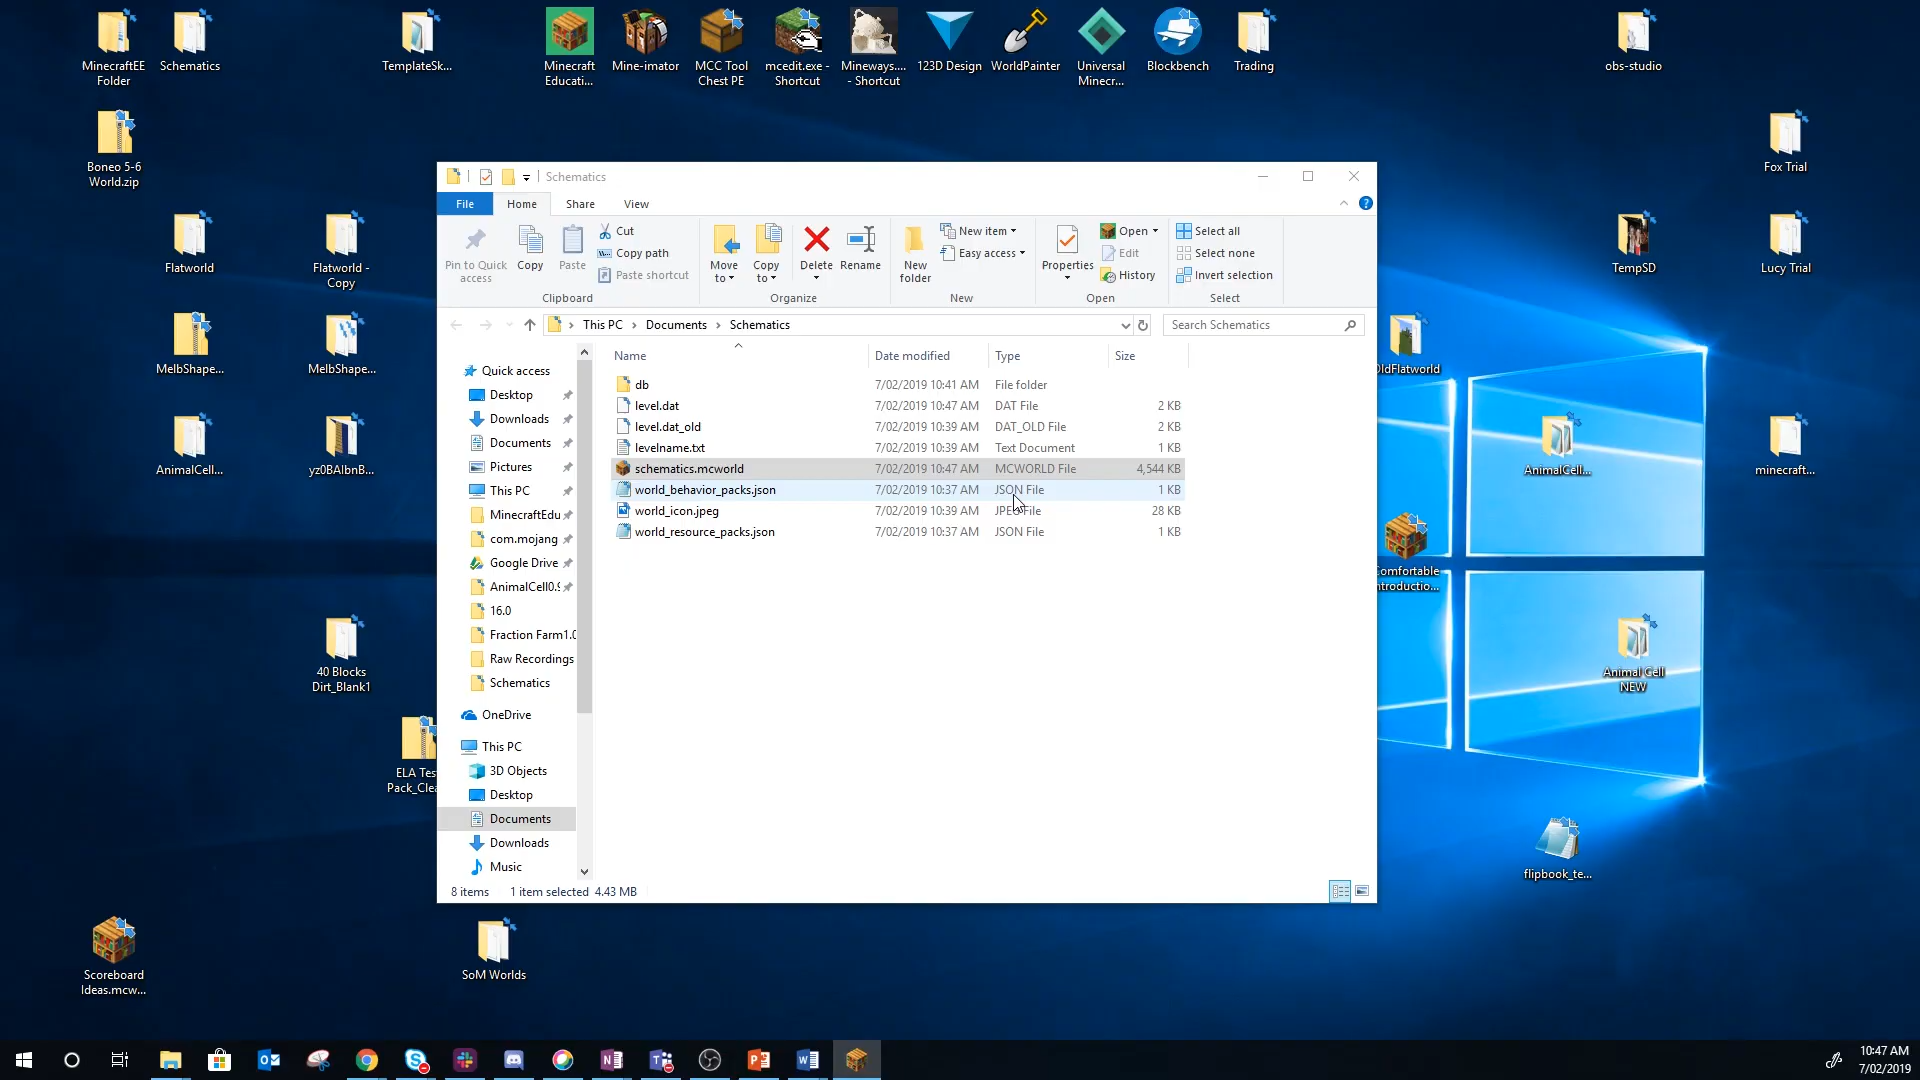 MinecraftEE
Folder
Schematics
TemplateSk...
Minecraft
Educati...
Mine-imator
MCC Tool
Chest PE
mcedit.exe -
Shortcut
Mineways....
- Shortcut
123D Design
WorldPainter
Universal
Minecr...
Blockbench
Trading
obs-studio
Boneo 5-6
World.zip
Fox Trial
Flatworld
Flatworld -
Copy
TempSD
Lucy Trial
MelbShape...
MelbShape...
OldFlatworld
AnimalCell...
yz0BAlbnB...
AnimalCell...
minecraft...
Comfortable
40 Blocks
Dirt_Blank1
Animal Cell
NEW
ELA Tes
Pack_Clea
flipbook_te...
Scoreboard
Ideas.mcw...
SoM Worlds
Schematics
File Home Share View
Pin to Quick
access
Copy
Paste
Cut
Copy path
Paste shortcut
Clipboard
Move
to
Copy
to
Delete
Rename
Organize
New
folder
New item
Easy access
New
Properties
Open
Edit
History
Open
Select all
Select none
Invert selection
Select
This PC > Documents > Schematics
Search Schematics
Name Date modified Type Size
db 7/02/2019 10:41 AM File folder
level.dat 7/02/2019 10:47 AM DAT File 2 KB
level.dat_old 7/02/2019 10:39 AM DAT_OLD File 2 KB
levelname.txt 7/02/2019 10:39 AM Text Document 1 KB
schematics.mcworld 7/02/2019 10:47 AM MCWORLD File 4,544 KB
world_behavior_packs.json 7/02/2019 10:37 AM JSON File 1 KB
world_icon.jpeg 7/02/2019 10:39 AM JPEG File 28 KB
world_resource_packs.json 7/02/2019 10:37 AM JSON File 1 KB
Quick access
Desktop
Downloads
Documents
Pictures
This PC
MinecraftEdu
com.mojang
Google Drive
AnimalCell0.9
16.0
Fraction Farm1.0
Raw Recordings
Schematics
OneDrive
This PC
3D Objects
Desktop
Documents
Downloads
Music
8 items 1 item selected 4.43 MB
10:47 AM
7/02/2019